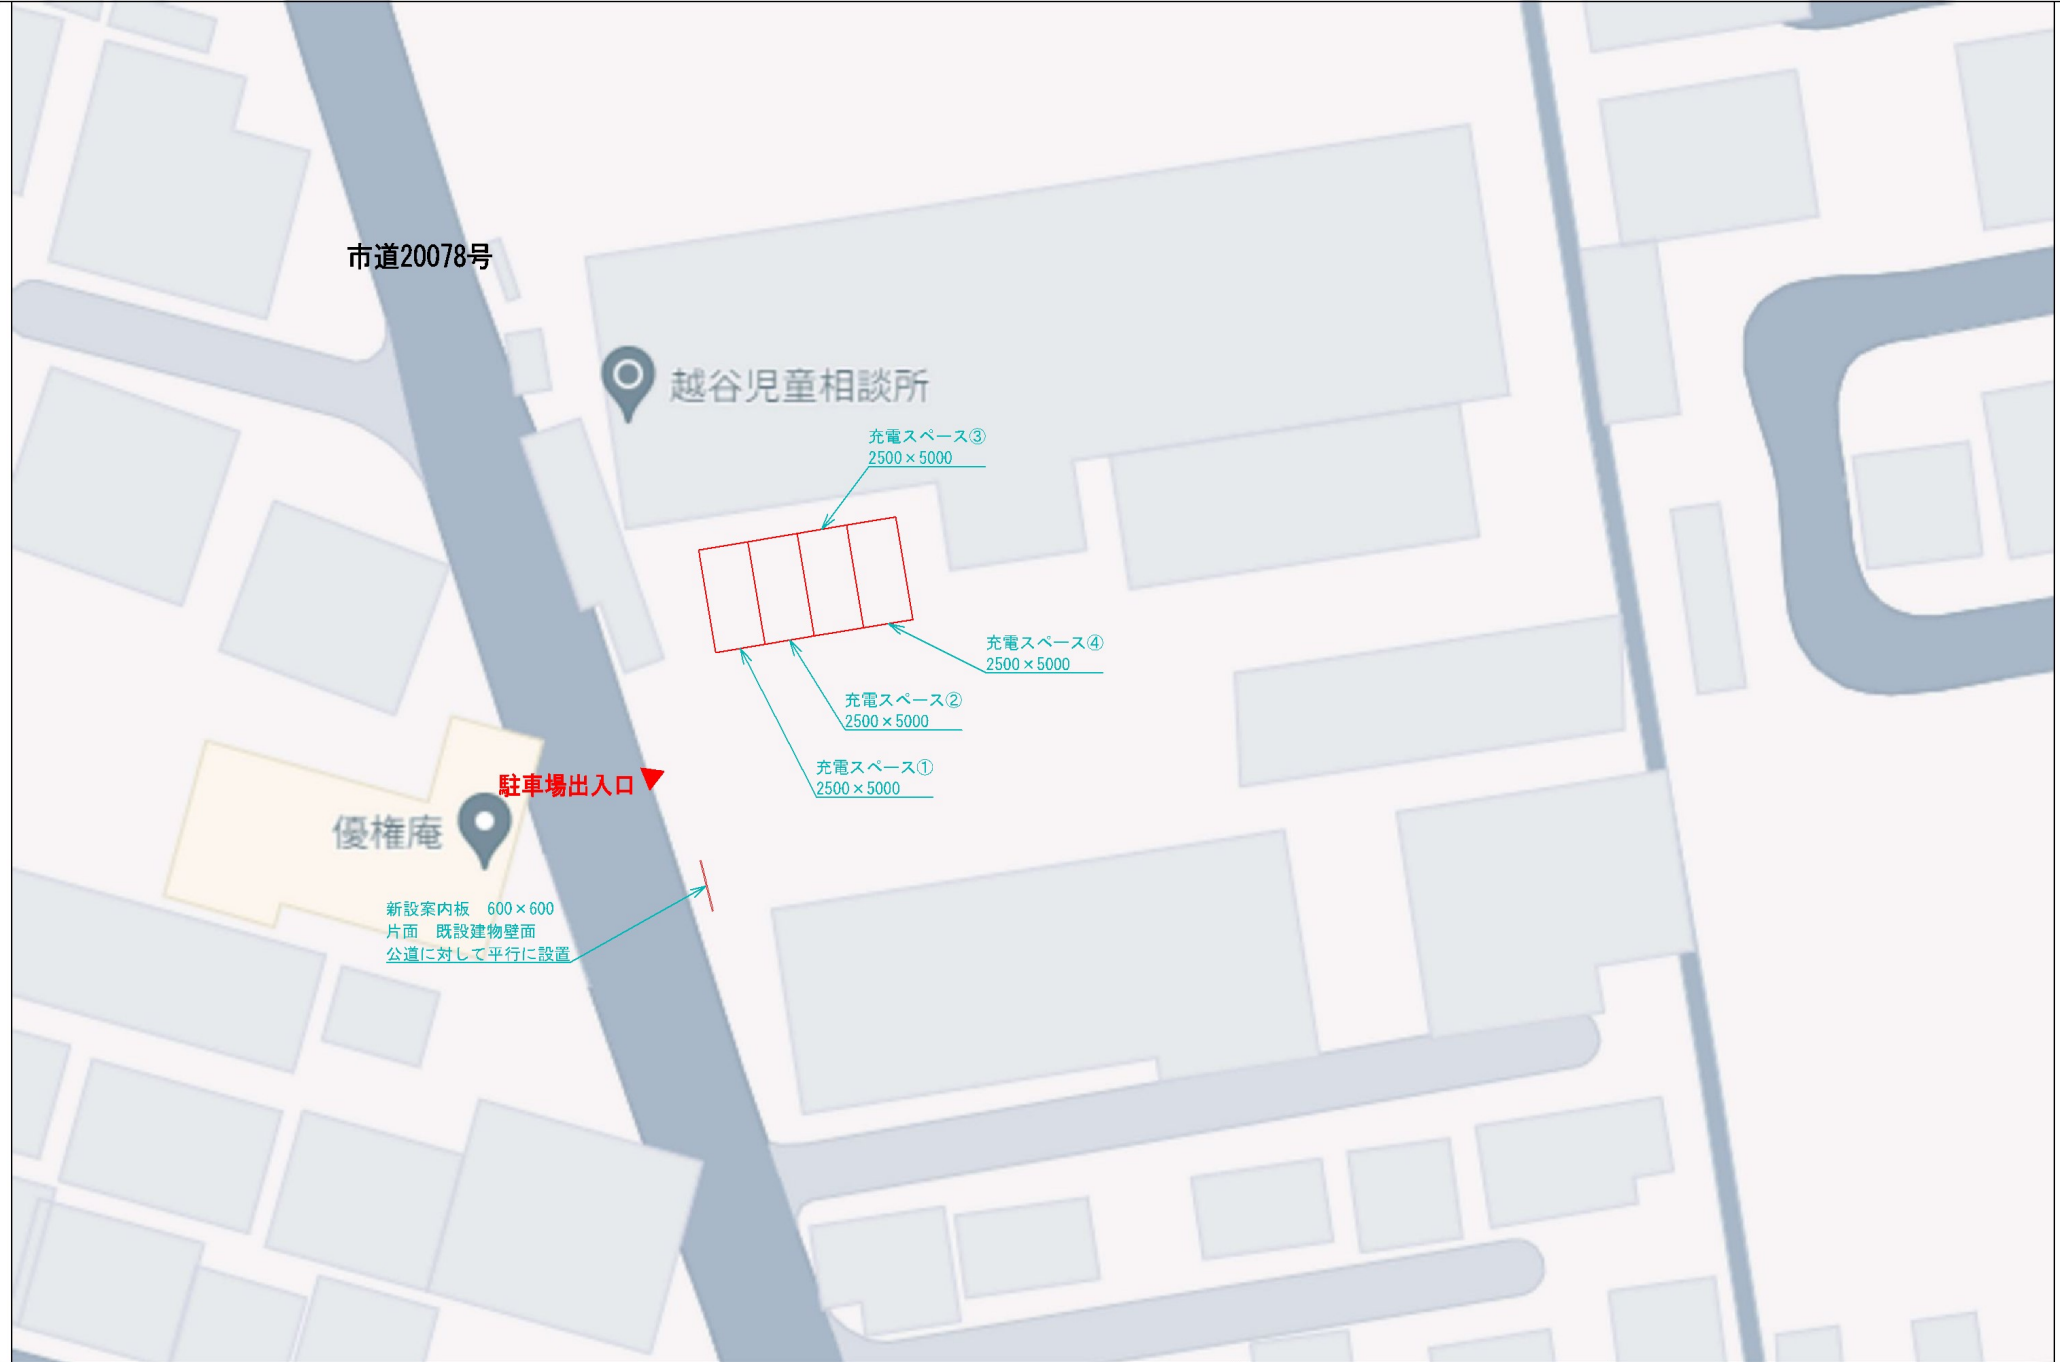 市道20078号
越谷児童相談所
充電スペース③
2500×5000
充電スペース④
2500×5000
充電スペース②
2500×5000
充電スペース①
2500×5000
駐車場出入口
優権庵
新設案内板　600×600
片面　既設建物壁面
公道に対して平行に設置